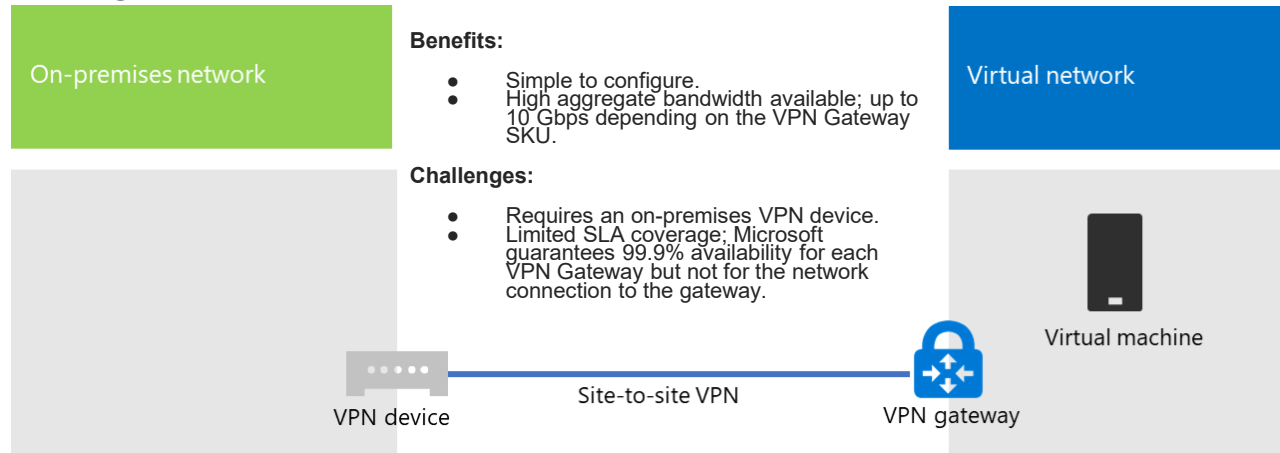 On-premises network
Benefits:
● Simple to configure.
● High aggregate bandwidth available; up to
10 Gbps depending on the VPN Gateway
SKU.
Virtual network
Challenges:
● Requires an on-premises VPN device.
● Limited SLA coverage; Microsoft
guarantees 99.9% availability for each
VPN Gateway but not for the network
connection to the gateway.
Virtual machine
Site-to-site VPN
VPN device
VPN gateway